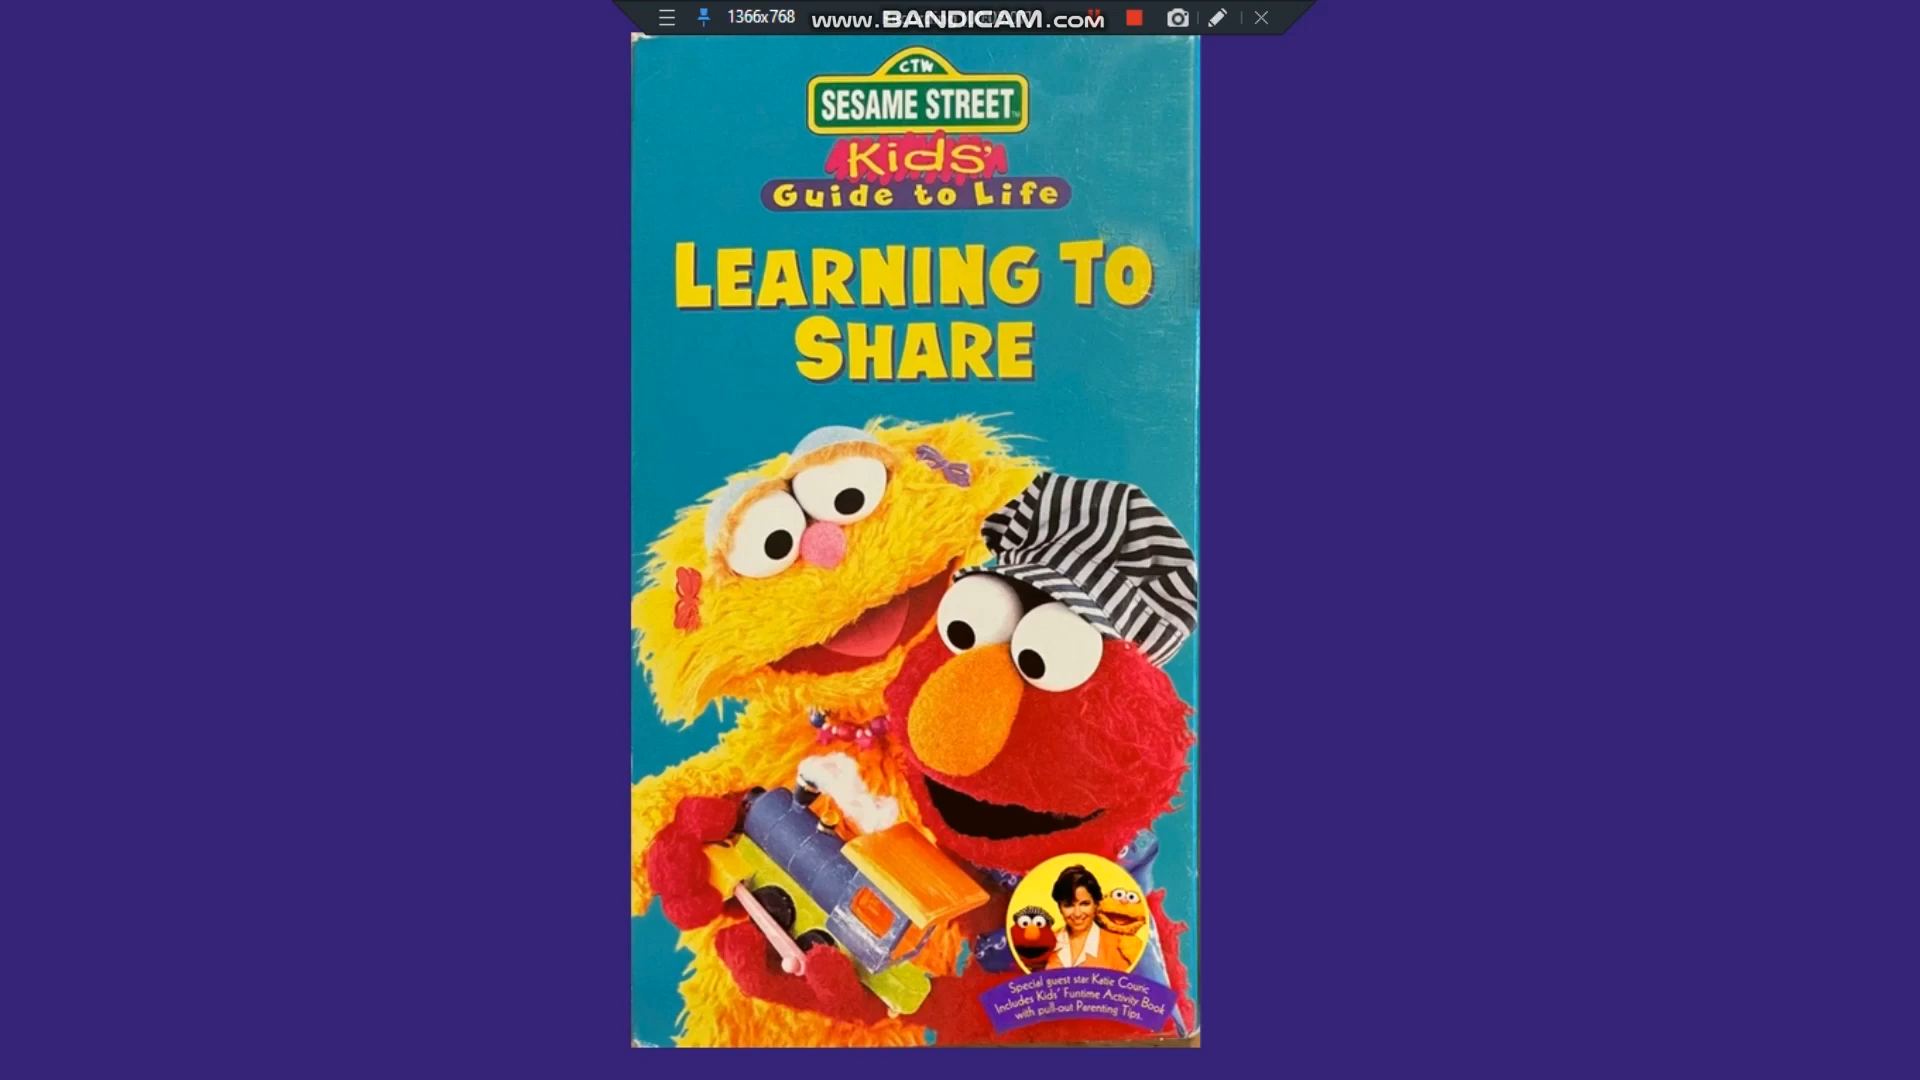 1366x768
www.BANDICAM.com
CTW
SESAME STREET
Kids'
Guide to Life
LEARNING TO
SHARE
Special guest star Katie Couric
Includes Kids' Funtime Activity Book
with pull-out Parenting Tips.